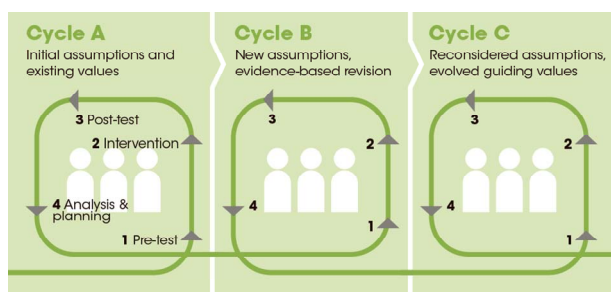 Cycle A
Initial assumptions and
existing values
3 Post-test
2 Intervention
4 Analysis &
planning
1 Pre-test
Cycle B
New assumptions,
evidence-based revision
3
2
4
1
Cycle C
Reconsidered assumptions,
evolved guiding values
3
2
4
1